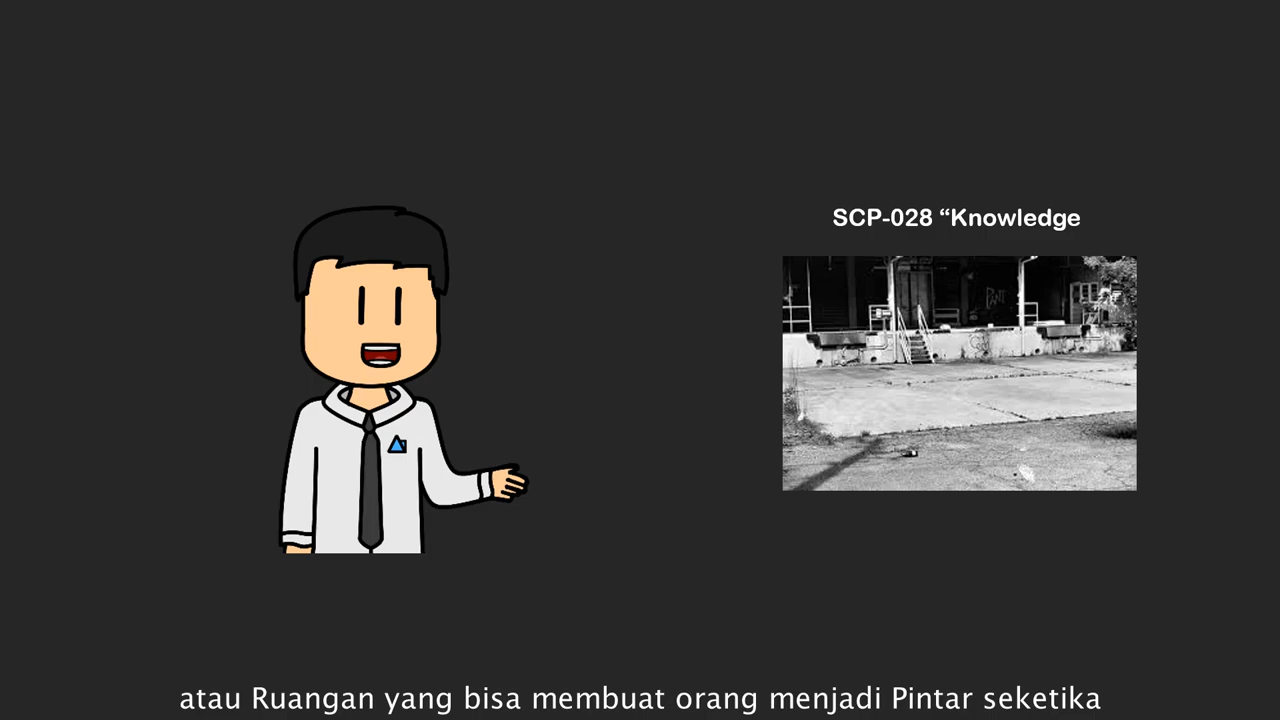 SCP-028 “Knowledge
atau Ruangan yang bisa membuat orang menjadi Pintar seketika